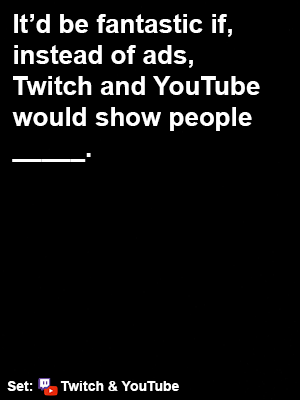 It’d be fantastic if,
instead of ads,
Twitch and YouTube
would show people
_____.
Set: Twitch & YouTube